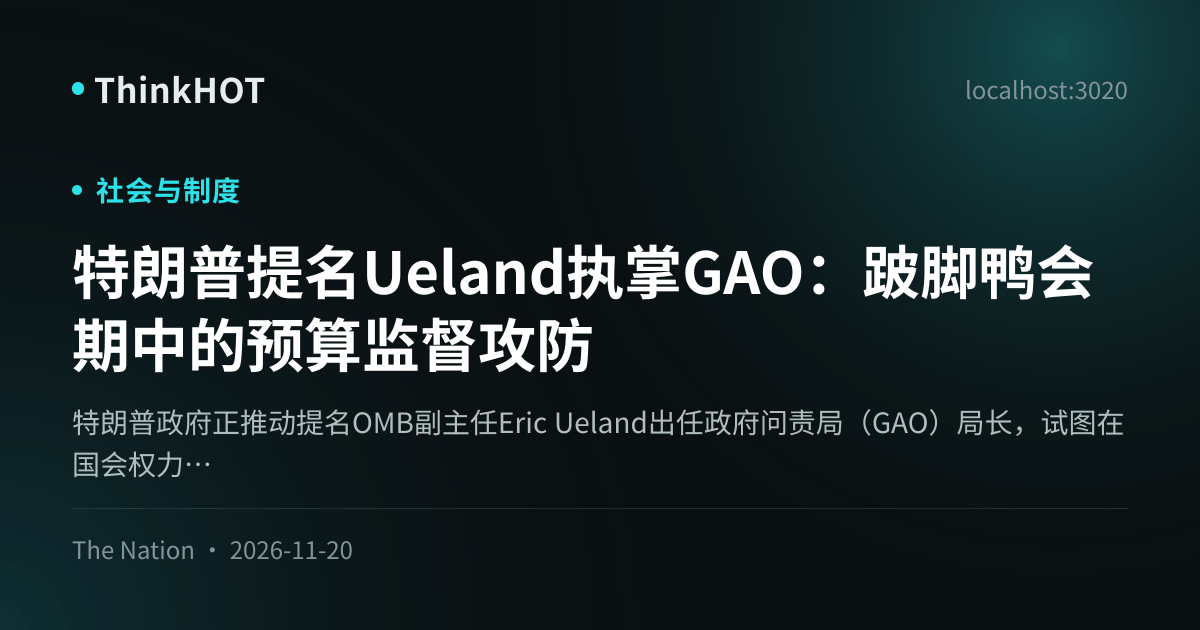 ThinkHOT
localhost:3020
社会与制度
特朗普提名Ueland执掌GAO：跛脚鸭会
期中的预算监督攻防
特朗普政府正推动提名OMB副主任Eric Ueland出任政府问责局（GAO）局长，试图在
国会权力…
The Nation · 2026-11-20